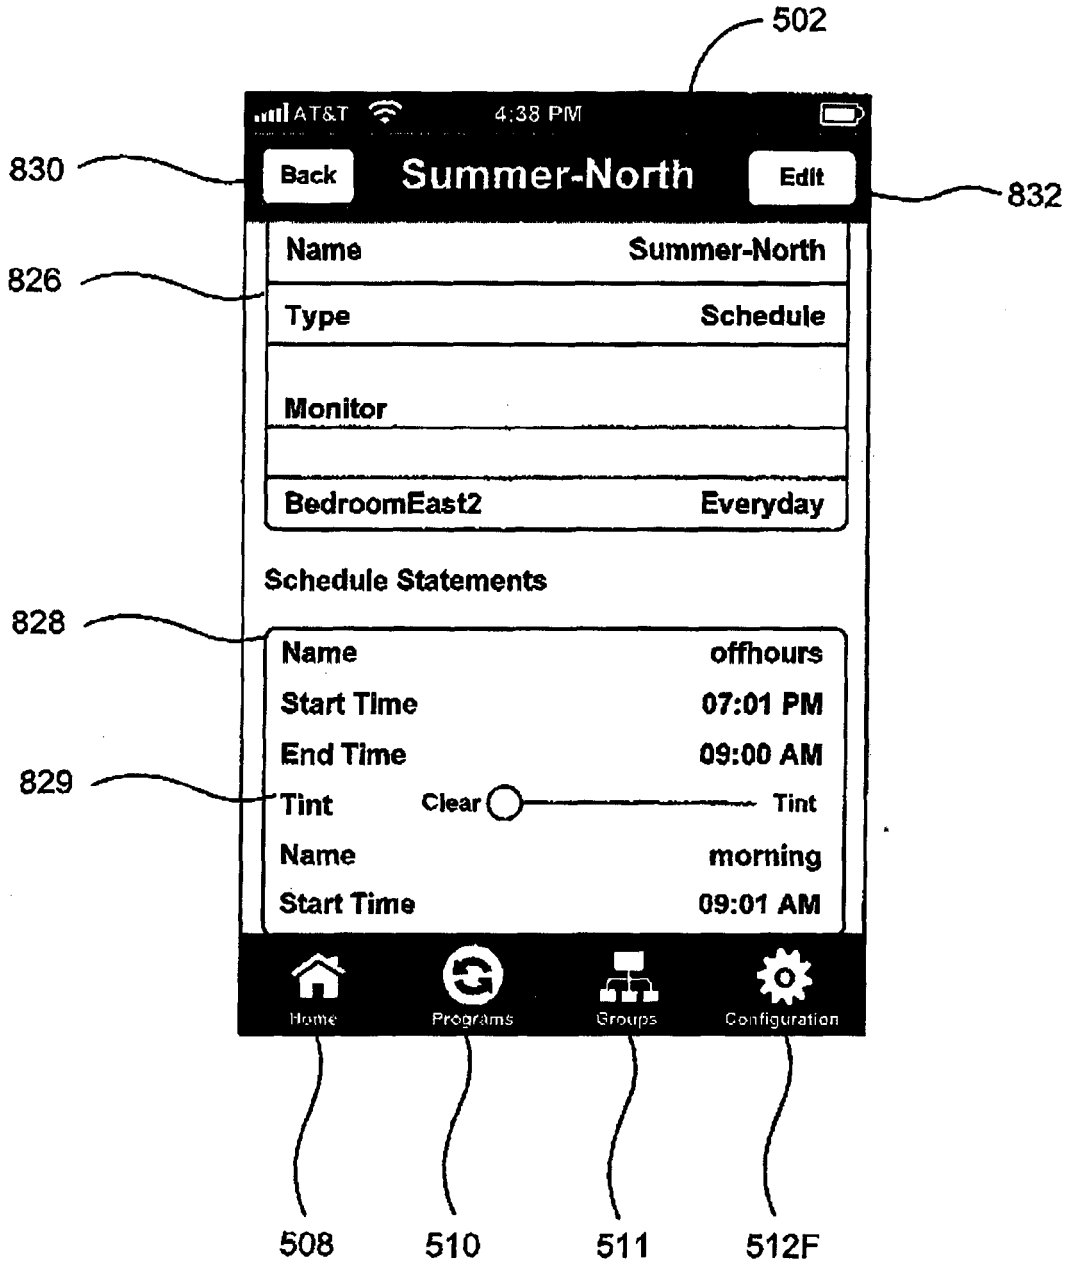 502
AT&T 4:38 PM
830 Back Summer-North Edit 832
Name Summer-North
826
Type Schedule
Monitor
BedroomEast2 Everyday
Schedule Statements
828
Name offhours
Start Time 07:01 PM
End Time 09:00 AM
829
Tint Clear Tint
Name morning
Start Time 09:01 AM
Home Programs Groups Configuration
508 510 511 512F